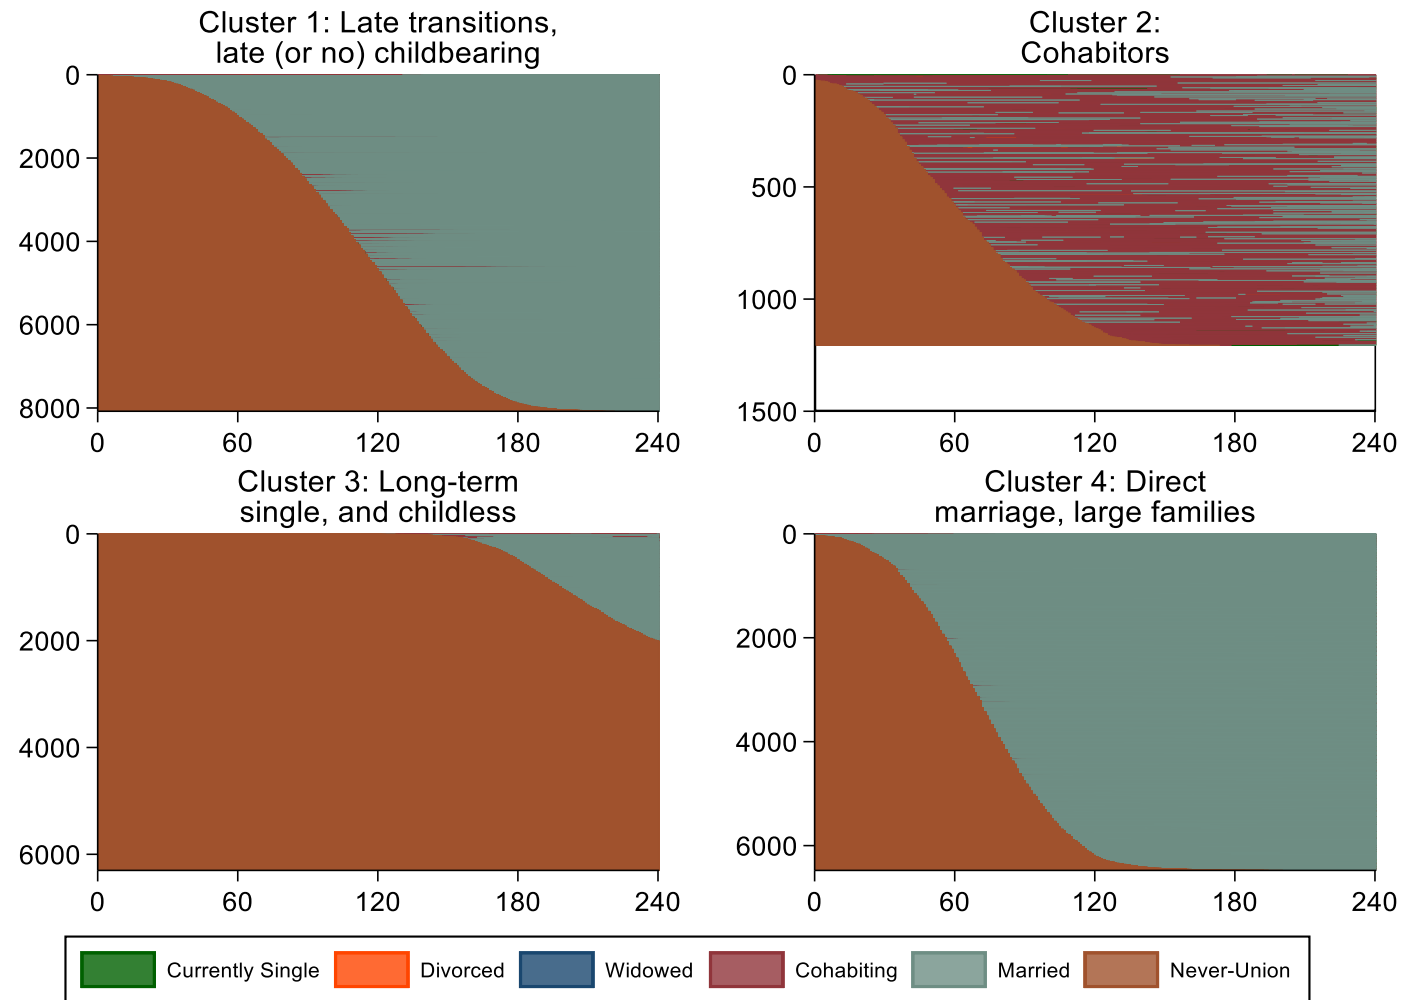 Cluster 1: Late transitions,
late (or no) childbearing
0
2000
4000
6000
8000
0 60 120 180 240
Cluster 2:
Cohabitors
0
500
1000
1500
0 60 120 180 240
Cluster 3: Long-term
single, and childless
0
2000
4000
6000
0 60 120 180 240
Cluster 4: Direct
marriage, large families
0
2000
4000
6000
0 60 120 180 240
Currently Single Divorced Widowed Cohabiting Married Never-Union